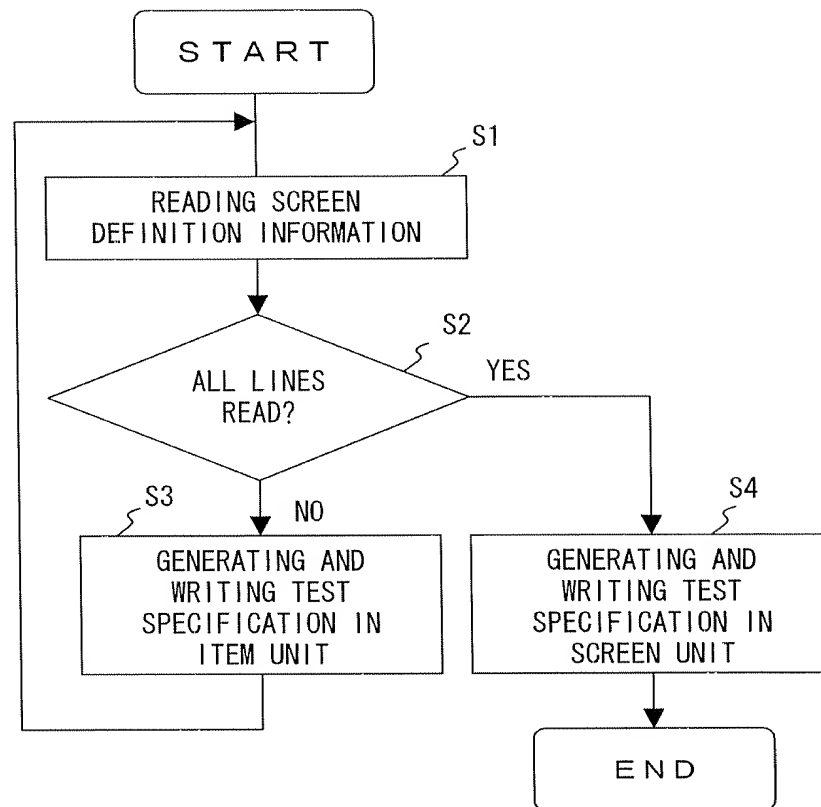 START
S1
READING SCREEN
DEFINITION INFORMATION
S2
ALL LINES
READ?
YES
S3
NO
GENERATING AND
WRITING TEST
SPECIFICATION IN
ITEM UNIT
S4
GENERATING AND
WRITING TEST
SPECIFICATION IN
SCREEN UNIT
END